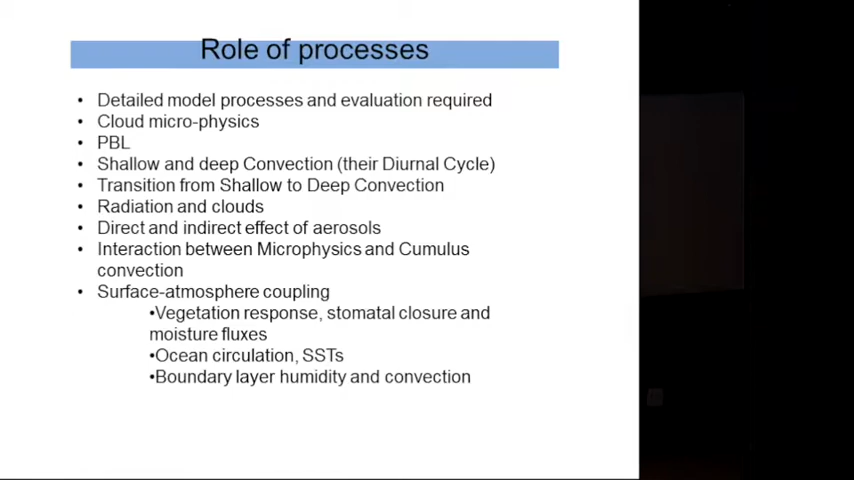 Role of processes
• Detailed model processes and evaluation required
• Cloud micro-physics
• PBL
• Shallow and deep Convection (their Diurnal Cycle)
• Transition from Shallow to Deep Convection
• Radiation and clouds
• Direct and indirect effect of aerosols
• Interaction between Microphysics and Cumulus
convection
• Surface-atmosphere coupling
•Vegetation response, stomatal closure and
moisture fluxes
•Ocean circulation, SSTs
•Boundary layer humidity and convection